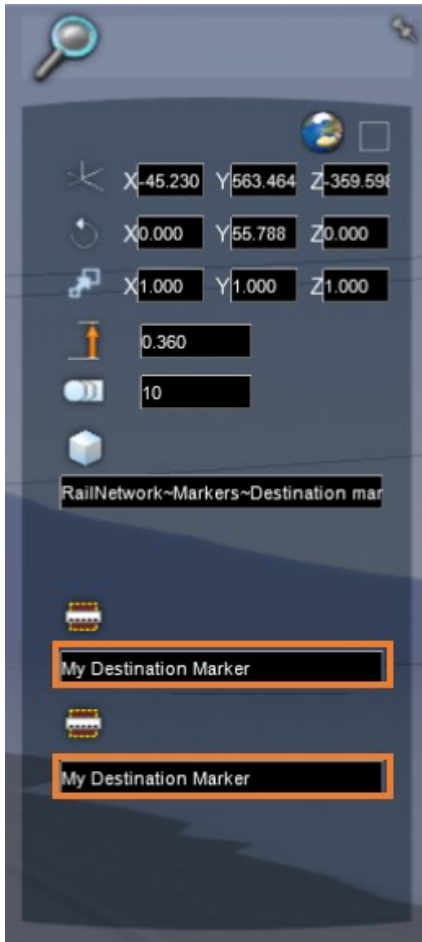 X-45.230 Y563.464 Z-359.598
X0.000 Y55.788 Z0.000
X1.000 Y1.000 Z1.000
0.360
10
RailNetwork~Markers~Destination mar
My Destination Marker
My Destination Marker